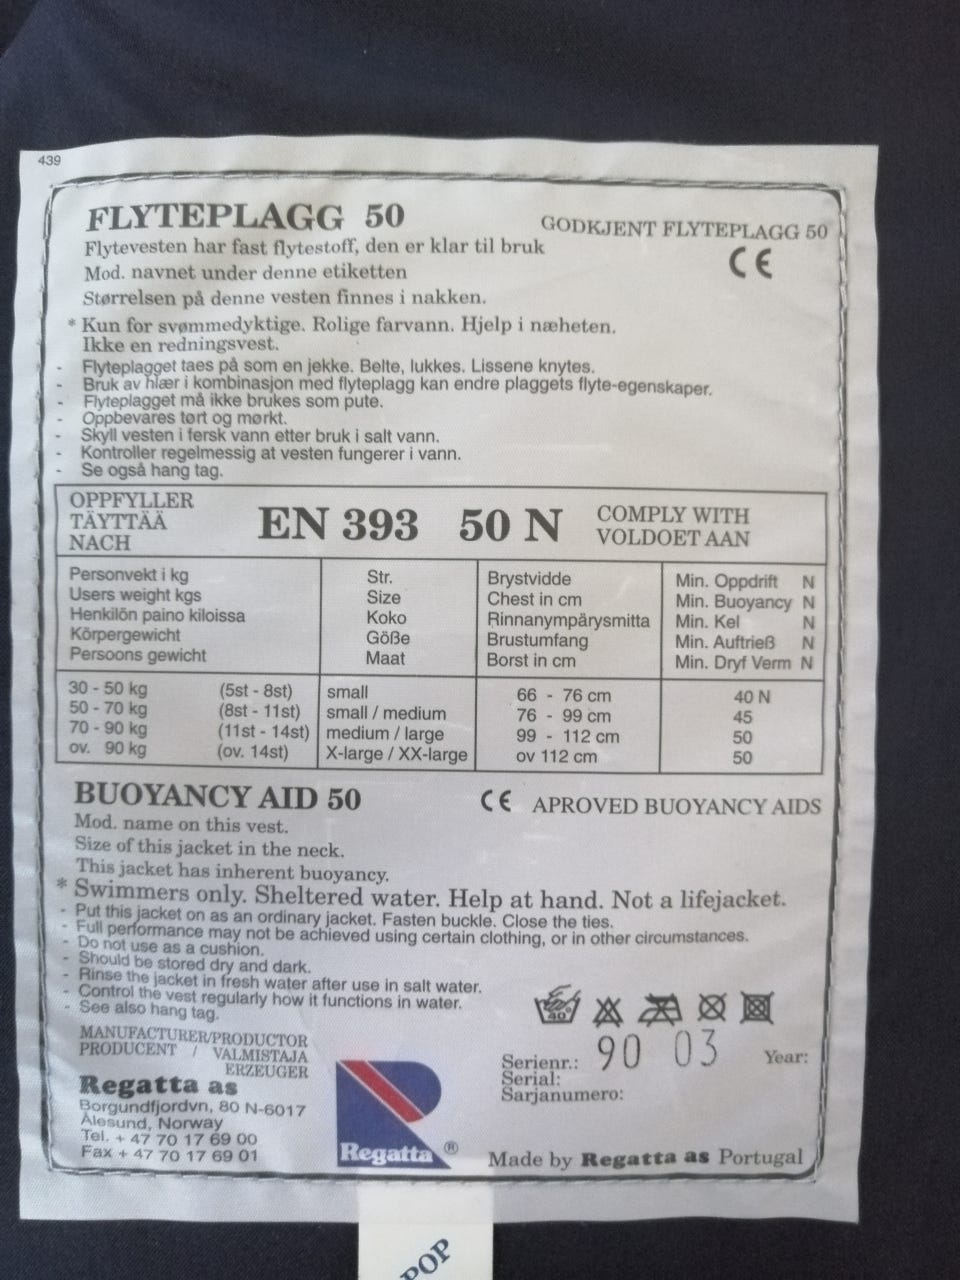 439
FLYTEPLAGG 50
GODKJENT FLYTEPLAGG 50
CE
Flytevesten har fast flytestoff, den er klar til bruk
Mod. navnet under denne etiketten
Størrelsen på denne vesten finnes i nakken.
* Kun for svømmedyktige. Rolige farvann. Hjelp i næheten.
Ikke en redningsvest.
- Flyteplagget taes på som en jekke. Belte, lukkes. Lissene knytes.
- Bruk av hlær i kombinasjon med flyteplagg kan endre plaggets flyte-egenskaper.
- Flyteplagget må ikke brukes som pute.
- Oppbevares tørt og mørkt.
- Skyll vesten i fersk vann etter bruk i salt vann.
- Kontroller regelmessig at vesten fungerer i vann.
- Se også hang tag.
OPPFYLLER
TÄYTTÄÄ
NACH
EN 393 50 N
COMPLY WITH
VOLDOET AAN
Personvekt i kg Str. Brystvidde Min. Oppdrift N
Users weight kgs Size Chest in cm Min. Buoyancy N
Henkilön paino kiloissa Koko Rinnanympärysmitta Min. Kel N
Körpergewicht Göße Brustumfang Min. Auftrieß N
Persoons gewicht Maat Borst in cm Min. Dryf Verm N
30 - 50 kg (5st - 8st) small 66 - 76 cm 40 N
50 - 70 kg (8st - 11st) small / medium 76 - 99 cm 45
70 - 90 kg (11st - 14st) medium / large 99 - 112 cm 50
ov. 90 kg (ov. 14st) X-large / XX-large ov 112 cm 50
BUOYANCY AID 50
CE APROVED BUOYANCY AIDS
Mod. name on this vest.
Size of this jacket in the neck.
This jacket has inherent buoyancy.
* Swimmers only. Sheltered water. Help at hand. Not a lifejacket.
- Put this jacket on as an ordinary jacket. Fasten buckle. Close the ties.
- Full performance may not be achieved using certain clothing, or in other circumstances.
- Do not use as a cushion.
- Should be stored dry and dark.
- Rinse the jacket in fresh water after use in salt water.
- Control the vest regularly how it functions in water.
- See also hang tag.
40°
MANUFACTURER/PRODUCTOR
PRODUCENT / VALMISTAJA
ERZEUGER
Regatta as
Borgundfjordvn, 80 N-6017
Ålesund, Norway
Tel. + 47 70 17 69 00
Fax + 47 70 17 69 01
Regatta ®
Serienr.: 90 03 Year:
Serial:
Sarjanumero:
Made by Regatta as Portugal
POP